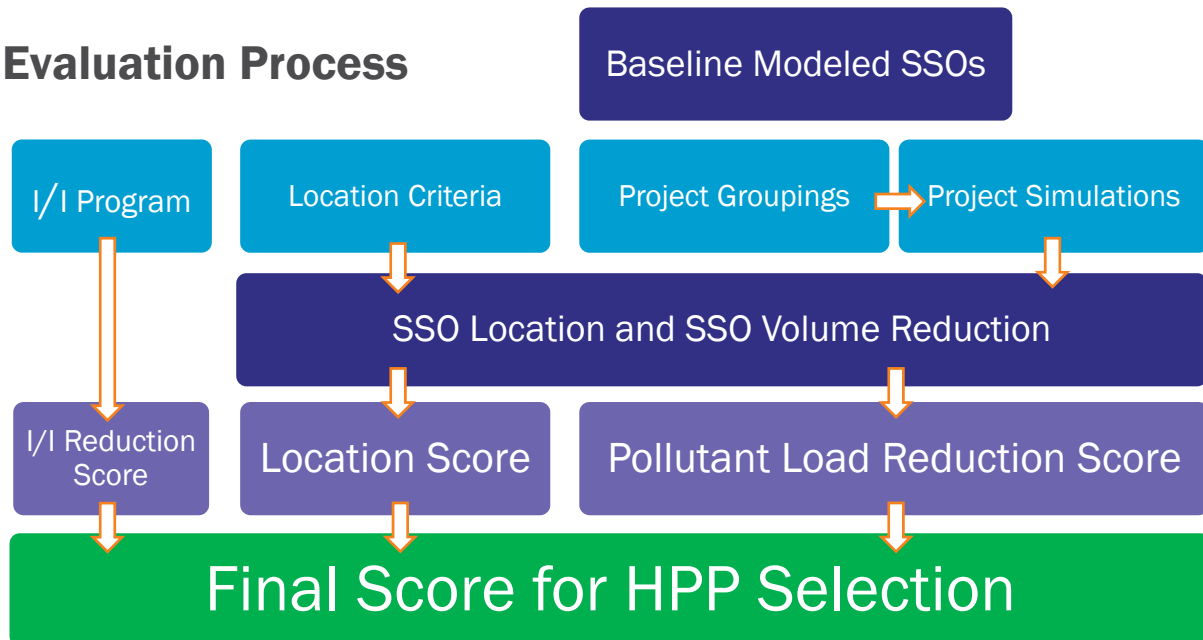 Evaluation Process
Baseline Modeled SSOs
I/I Program
Location Criteria
Project Groupings
Project Simulations
SSO Location and SSO Volume Reduction
I/I Reduction
Score
Location Score
Pollutant Load Reduction Score
Final Score for HPP Selection